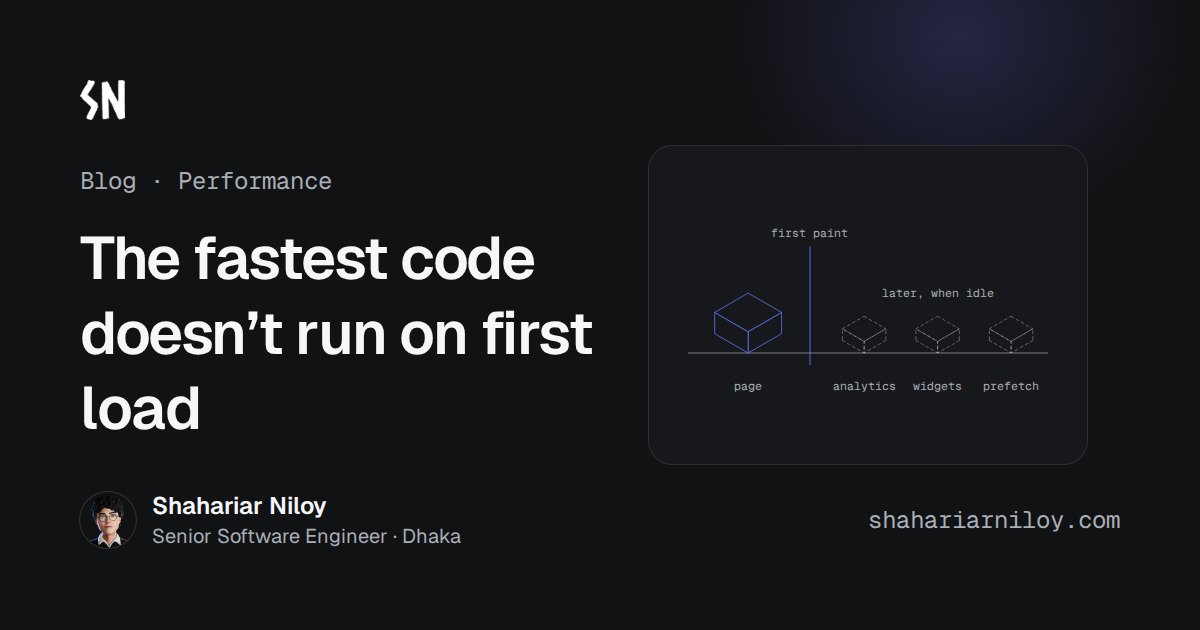 SN
Blog · Performance
The fastest code
doesn’t run on first
load
first paint
later, when idle
page
analytics
widgets
prefetch
Shahariar Niloy
Senior Software Engineer · Dhaka
shahariarniloy.com